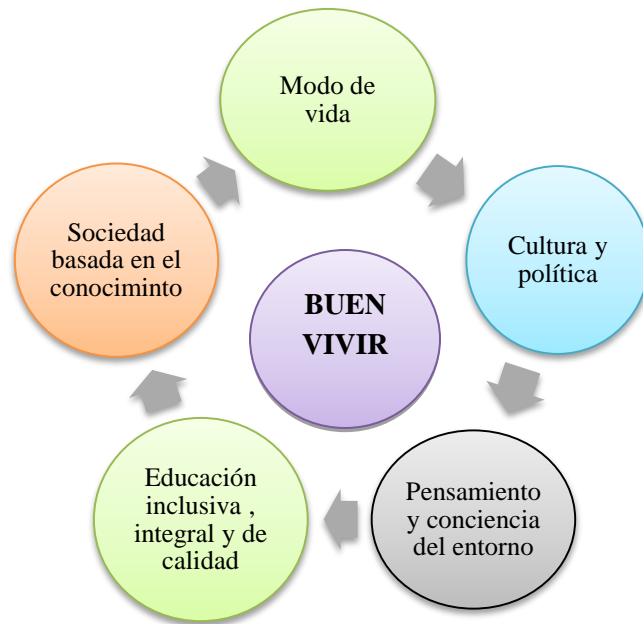 Modo de
vida
Cultura y
política
Pensamiento
y conciencia
del entorno
Educación
inclusiva ,
integral y de
calidad
Sociedad
basada en el
conociminto
BUEN
VIVIR